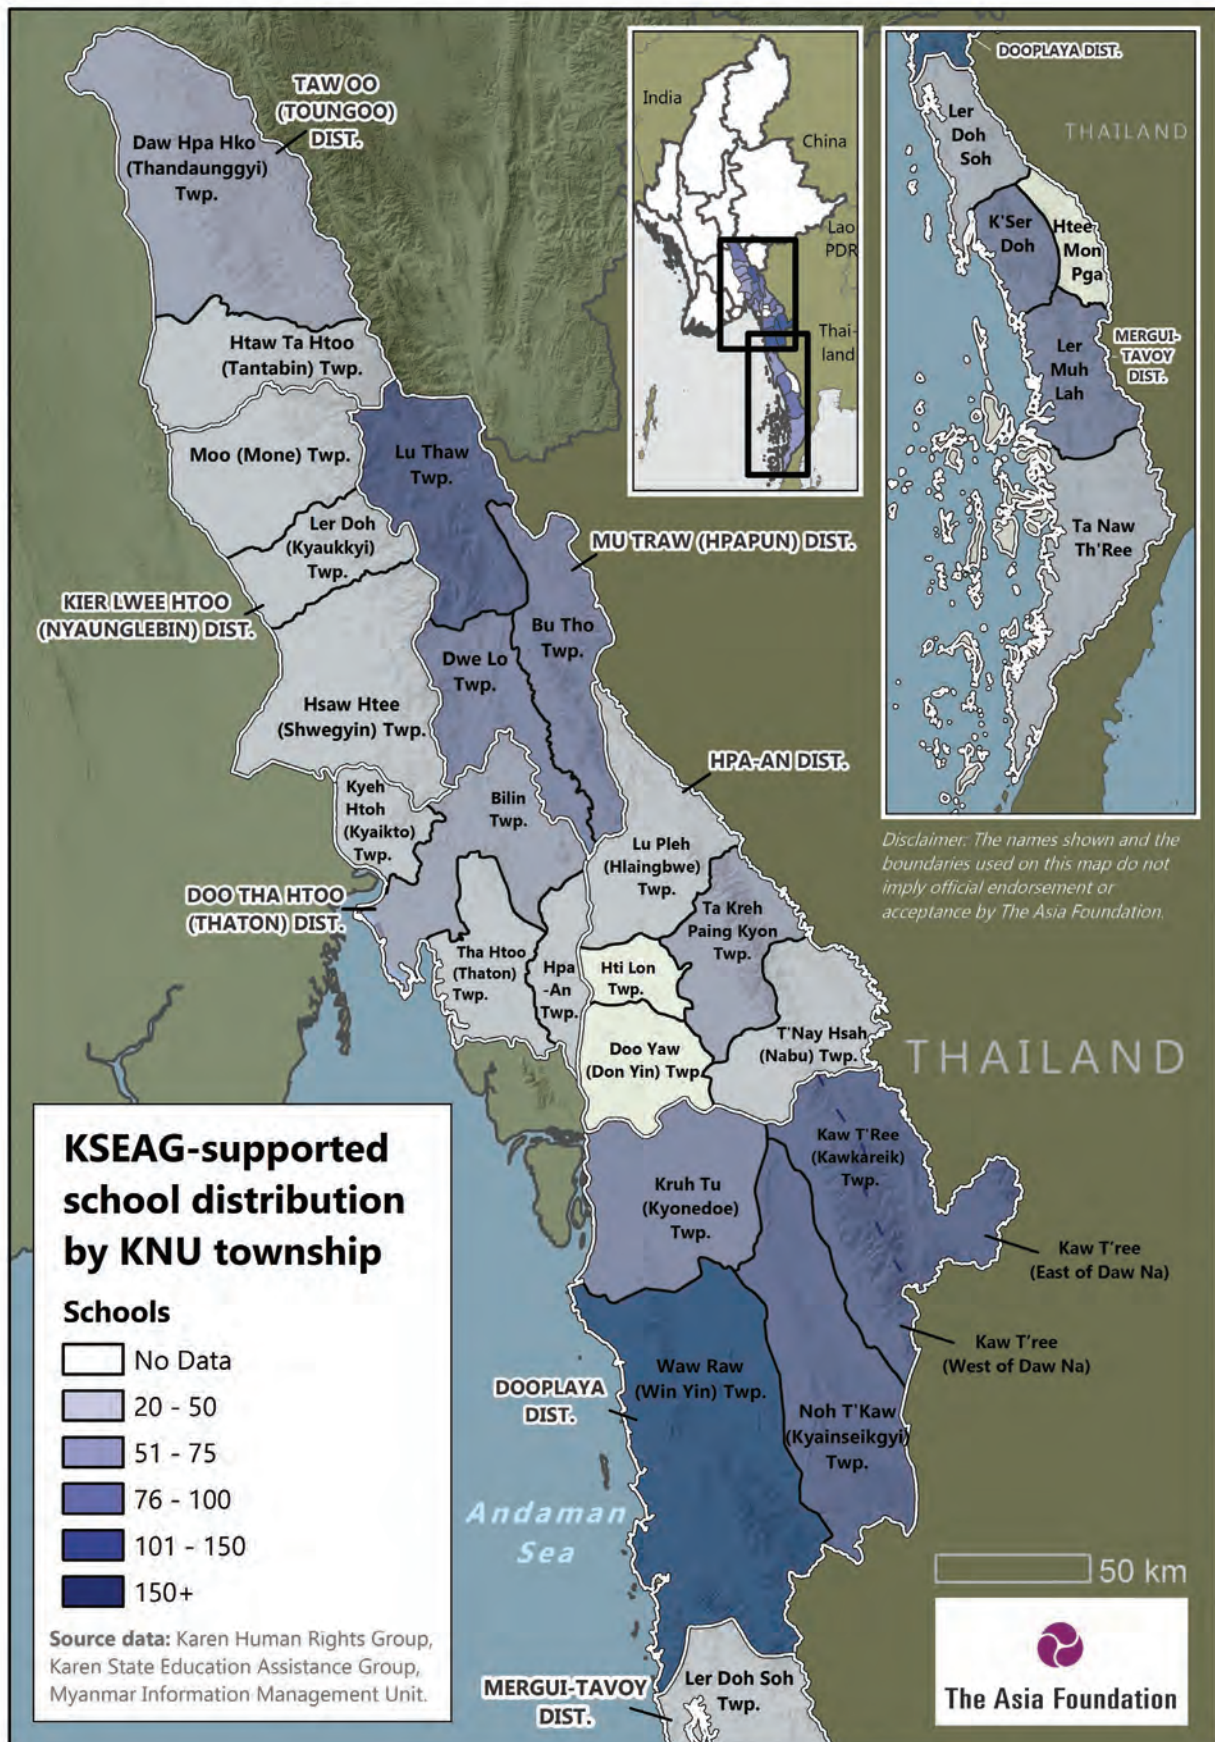 TAW OO
(TOUNGOO)
DIST.
Daw Hpa Hko
(Thandaunggyi)
Twp.
Htaw Ta Htoo
(Tantabin) Twp.
Moo (Mone) Twp.
Lu Thaw
Twp.
Ler Doh
(Kyaukkyi)
Twp.
MU TRAW (HPAPUN) DIST.
KIER LWEE HTOO
(NYAUNGLEBIN) DIST.
Bu Tho
Twp.
Dwe Lo
Twp.
Hsaw Htee
(Shwegyin) Twp.
HPA-AN DIST.
Kyeh
Htoh
(Kyaikto)
Twp.
Bilin
Twp.
Lu Pleh
(Hlaingbwe)
Twp.
DOO THA HTOO
(THATON) DIST.
Ta Kreh
Paing Kyon
Twp.
Tha Htoo
(Thaton)
Twp.
Hpa
-An
Twp.
Hti Lon
Twp.
T'Nay Hsah
(Nabu) Twp.
Doo Yaw
(Don Yin) Twp.
THAILAND
Kaw T'Ree
(Kawkareik)
Twp.
Kruh Tu
(Kyonedoe)
Twp.
Kaw T'ree
(East of Daw Na)
Kaw T'ree
(West of Daw Na)
Waw Raw
(Win Yin) Twp.
DOOPLAYA
DIST.
Noh T'Kaw
(Kyainseikgyi)
Twp.
Andaman
Sea
Ler Doh Soh
Twp.
MERGUI-TAVOY
DIST.
India
China
Lao
PDR
Thai-
land
DOOPLAYA DIST.
Ler
Doh
Soh
THAILAND
K'Ser
Doh
Htee
Mon
Pga
MERGUI-
TAVOY
DIST.
Ler
Muh
Lah
Ta Naw
Th'Ree
Disclaimer: The names shown and the
boundaries used on this map do not
imply official endorsement or
acceptance by The Asia Foundation.
KSEAG-supported
school distribution
by KNU township
Schools
No Data
20 - 50
51 - 75
76 - 100
101 - 150
150+
Source data: Karen Human Rights Group,
Karen State Education Assistance Group,
Myanmar Information Management Unit.
50 km
The Asia Foundation